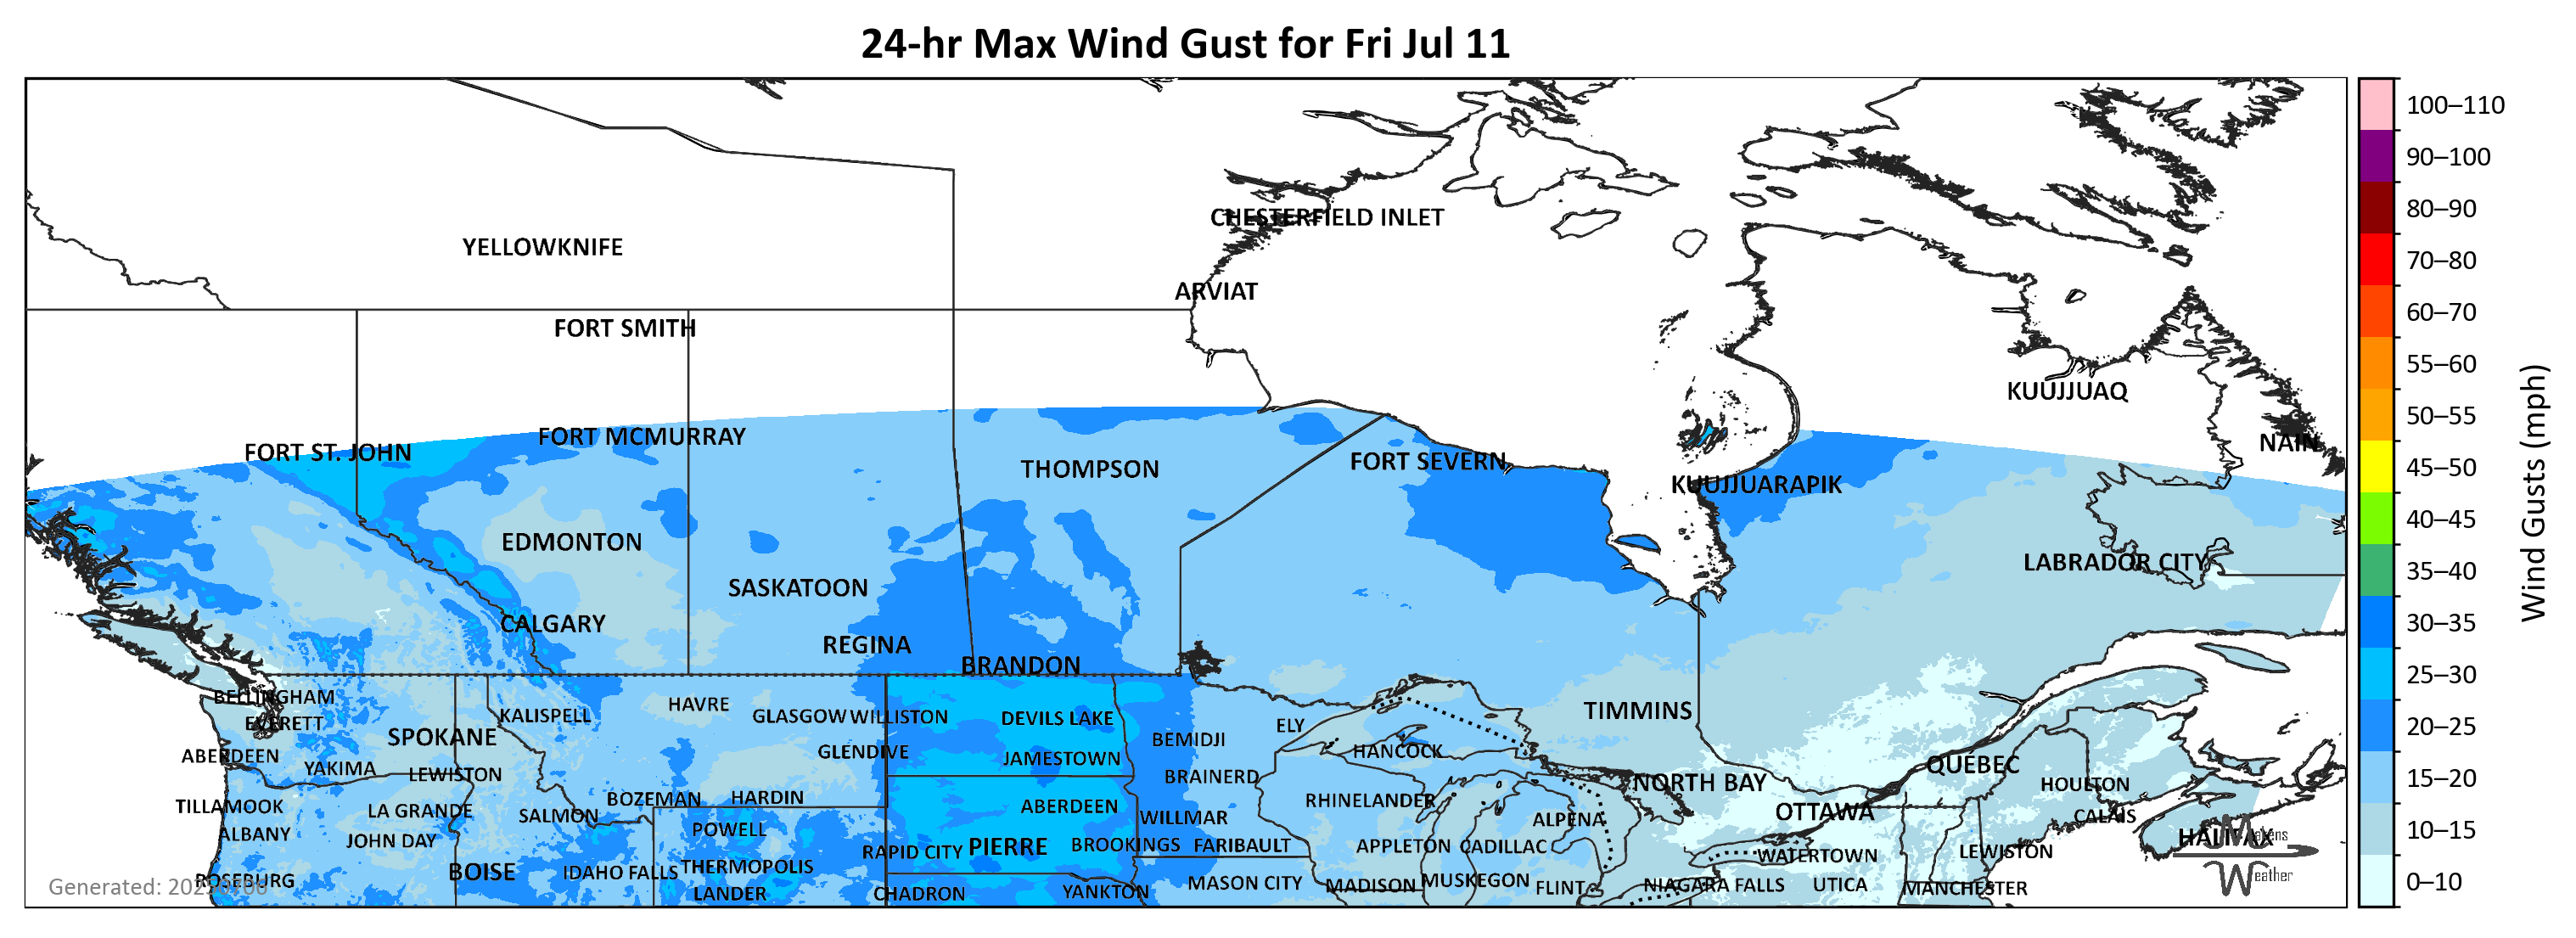 24-hr Max Wind Gust for Fri Jul 11
100–110
90–100
80–90
70–80
60–70
55–60
50–55
45–50
40–45
35–40
30–35
25–30
20–25
15–20
10–15
0–10
Wind Gusts (mph)
CHESTERFIELD INLET
YELLOWKNIFE
ARVIAT
FORT SMITH
KUUJJUAQ
FORT MCMURRAY
NAIN
FORT ST. JOHN
FORT SEVERN
THOMPSON
KUUJJUARAPIK
EDMONTON
LABRADOR CITY
SASKATOON
CALGARY
REGINA
BRANDON
BELLINGHAM
HAVRE
TIMMINS
KALISPELL
GLASGOW WILLISTON
DEVILS LAKE
EVERETT
ELY
SPOKANE
BEMIDJI
GLENDIVE
HANCOCK
ABERDEEN
JAMESTOWN
QUÉBEC
YAKIMA
LEWISTON
BRAINERD
NORTH BAY
HOULTON
BOZEMAN
HARDIN
RHINELANDER
TILLAMOOK
ABERDEEN
LA GRANDE
SALMON
WILLMAR
OTTAWA
CALAIS
ALPENA
ALBANY
POWELL
HALIFAX
JOHN DAY
RAPID CITY
PIERRE
BROOKINGS
FARIBAULT
APPLETON
CADILLAC
WATERTOWN
LEWISTON
BOISE
IDAHO FALLS
THERMOPOLIS
ROSEBURG
MASON CITY
MADISON
MUSKEGON
FLINT
NIAGARA FALLS
UTICA
MANCHESTER
LANDER
CHADRON
YANKTON
Generated:
Makens
Weather